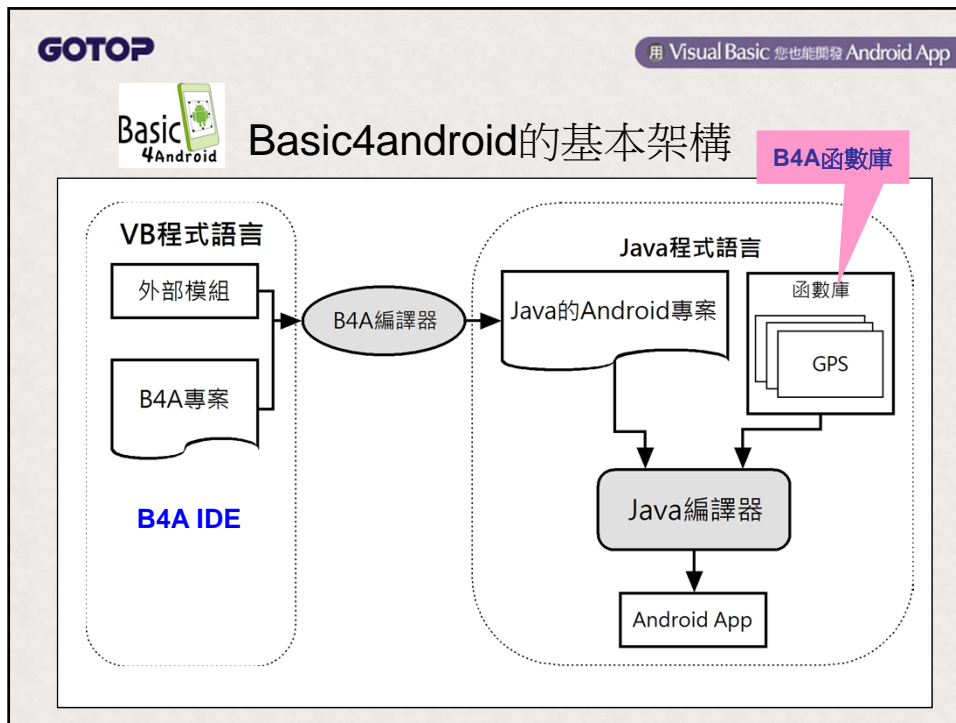 GOTOP
用 Visual Basic 您也能開發 Android App
Basic
4Android
Basic4android的基本架構
B4A函數庫
VB程式語言
外部模組
B4A專案
B4A IDE
B4A編譯器
Java程式語言
Java的Android專案
函數庫
GPS
Java編譯器
Android App